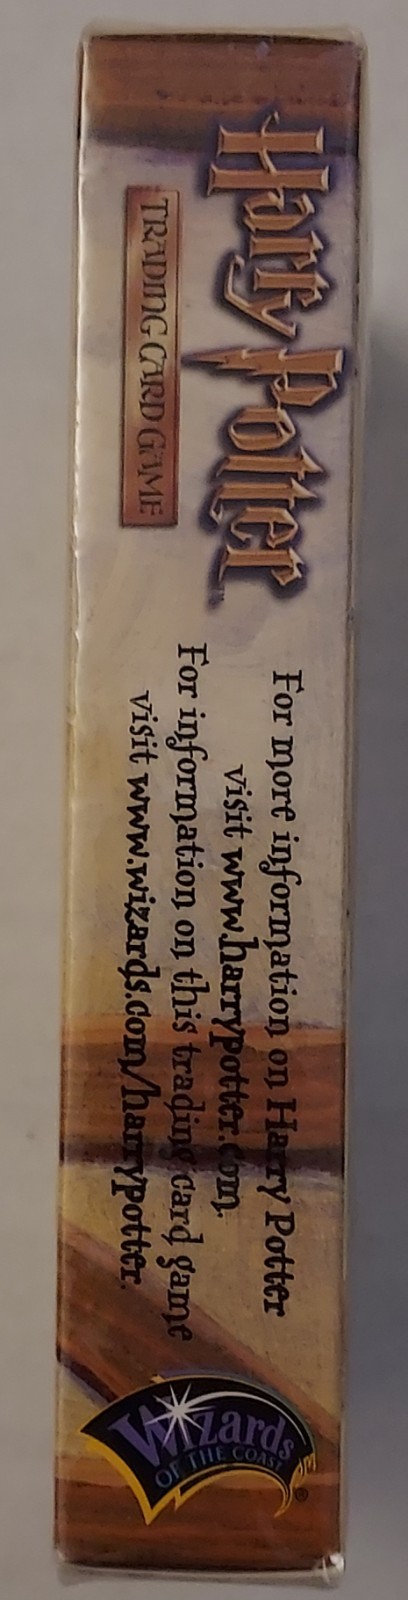 Harry Potter™
TRADING CARD GAME
For more information on Harry Potter
visit www.harrypotter.com.
For information on this trading card game
visit www.wizards.com/harrypotter.
Wizards
OF THE COAST®